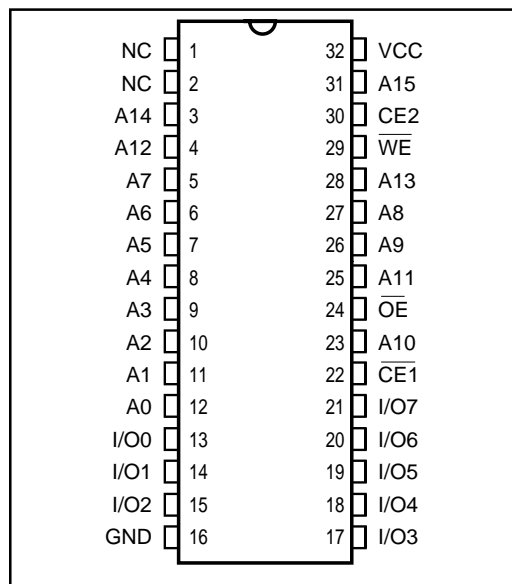 NC 1 32 VCC
NC 2 31 A15
A14 3 30 CE2
A12 4 29 W̅E̅
A7 5 28 A13
A6 6 27 A8
A5 7 26 A9
A4 8 25 A11
A3 9 24 O̅E̅
A2 10 23 A10
A1 11 22 C̅E̅1̅
A0 12 21 I/O7
I/O0 13 20 I/O6
I/O1 14 19 I/O5
I/O2 15 18 I/O4
GND 16 17 I/O3